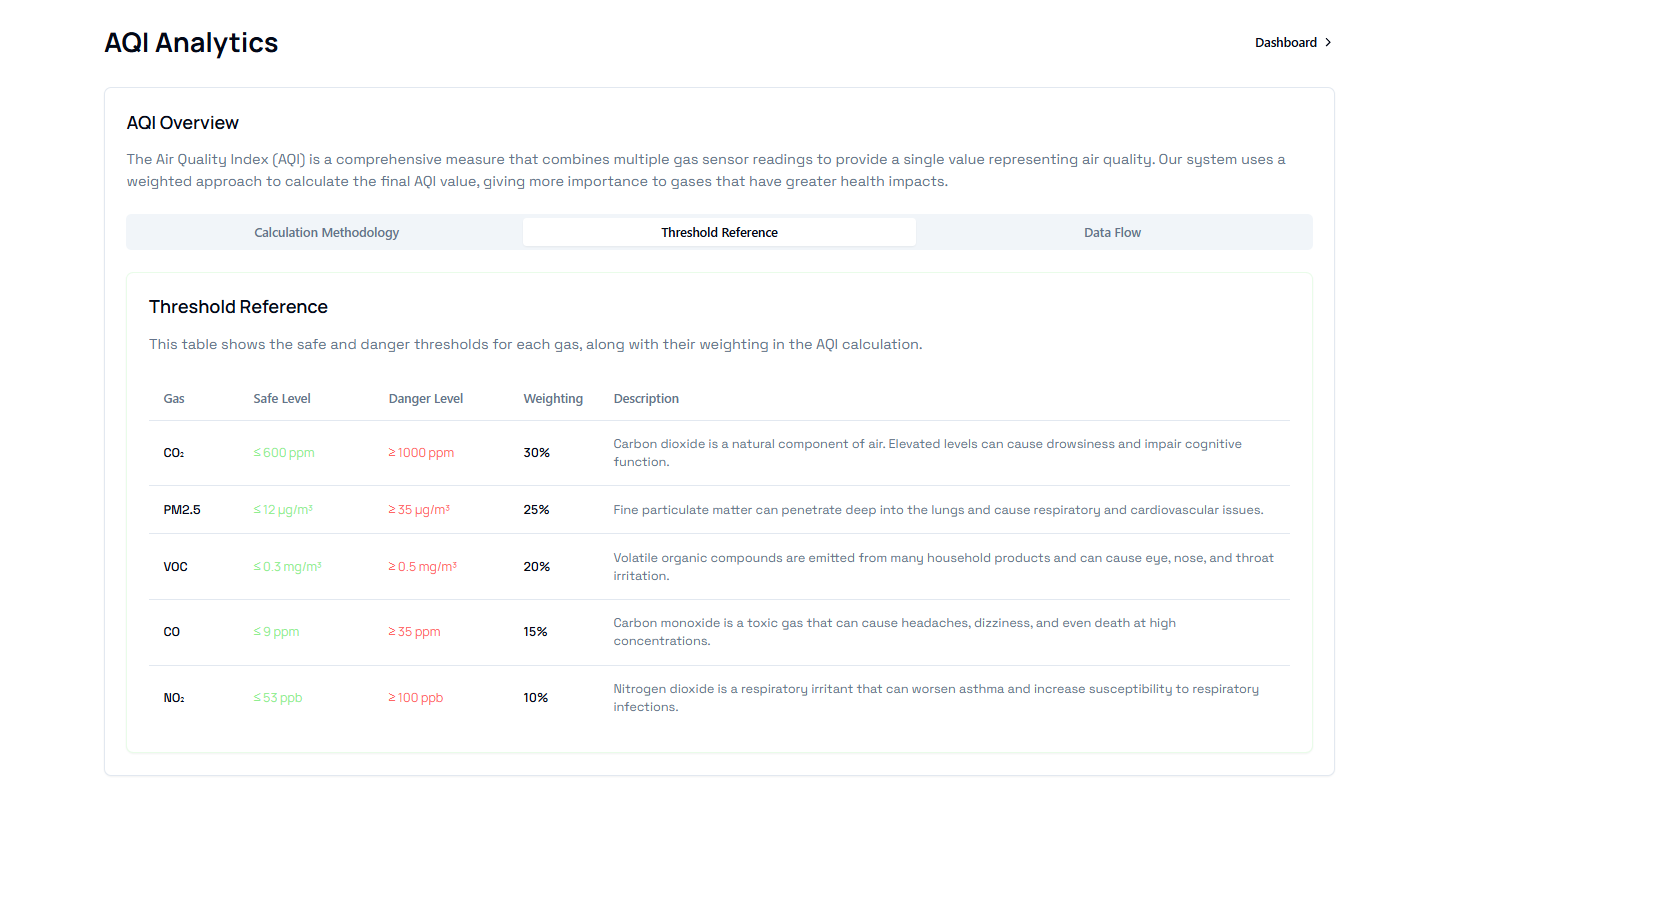 AQI Analytics
Dashboard
AQI Overview
The Air Quality Index (AQI) is a comprehensive measure that combines multiple gas sensor readings to provide a single value representing air quality. Our system uses a
weighted approach to calculate the final AQI value, giving more importance to gases that have greater health impacts.
Calculation Methodology Threshold Reference Data Flow
Threshold Reference
This table shows the safe and danger thresholds for each gas, along with their weighting in the AQI calculation.
Gas Safe Level Danger Level Weighting Description
CO₂ ≤ 600 ppm ≥ 1000 ppm 30% Carbon dioxide is a natural component of air. Elevated levels can cause drowsiness and impair cognitive
function.
PM2.5 ≤ 12 µg/m³ ≥ 35 µg/m³ 25% Fine particulate matter can penetrate deep into the lungs and cause respiratory and cardiovascular issues.
VOC ≤ 0.3 mg/m³ ≥ 0.5 mg/m³ 20% Volatile organic compounds are emitted from many household products and can cause eye, nose, and throat
irritation.
CO ≤ 9 ppm ≥ 35 ppm 15% Carbon monoxide is a toxic gas that can cause headaches, dizziness, and even death at high
concentrations.
NO₂ ≤ 53 ppb ≥ 100 ppb 10% Nitrogen dioxide is a respiratory irritant that can worsen asthma and increase susceptibility to respiratory
infections.